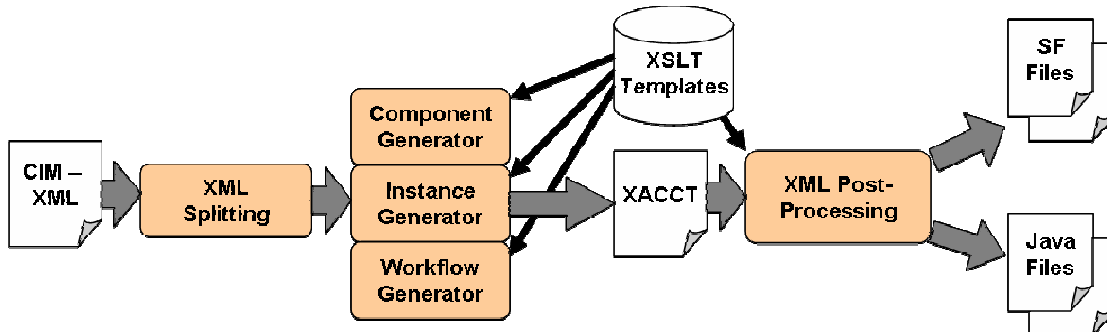 CIM –
XML
XML
Splitting
Component
Generator
Instance
Generator
Workflow
Generator
XSLT
Templates
XACCT
XML Post-
Processing
SF
Files
Java
Files